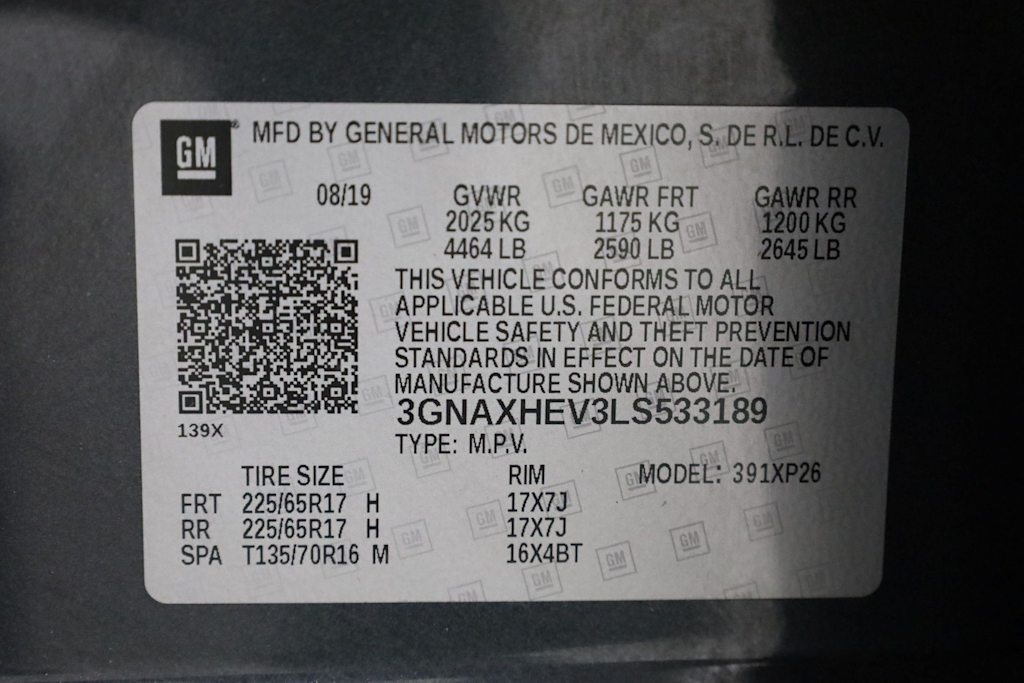 GM® MFD BY GENERAL MOTORS DE MEXICO, S. DE R.L. DE C.V.
08/19 GVWR GAWR FRT GAWR RR
2025 KG 1175 KG 1200 KG
4464 LB 2590 LB 2645 LB
THIS VEHICLE CONFORMS TO ALL
APPLICABLE U.S. FEDERAL MOTOR
VEHICLE SAFETY AND THEFT PREVENTION
STANDARDS IN EFFECT ON THE DATE OF
MANUFACTURE SHOWN ABOVE.
3GNAXHEV3LS533189
139X
TYPE: M.P.V.
TIRE SIZE RIM MODEL: 391XP26
FRT 225/65R17 H 17X7J
RR 225/65R17 H 17X7J
SPA T135/70R16 M 16X4BT